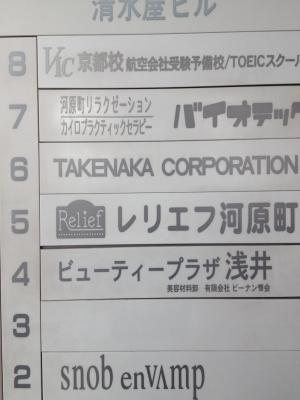 清水屋ビル
8 Vic 京都校 航空会社受験予備校/TOEICスクール
7 河原町リラクゼーション
カイロプラクティックセラピー バイオテック
6 TAKENAKA CORPORATION
5 Relief レリエフ河原町
4 ビューティープラザ 浅井
美容材料卸 有限会社 ビーナン商会
3
2 snob envAmp